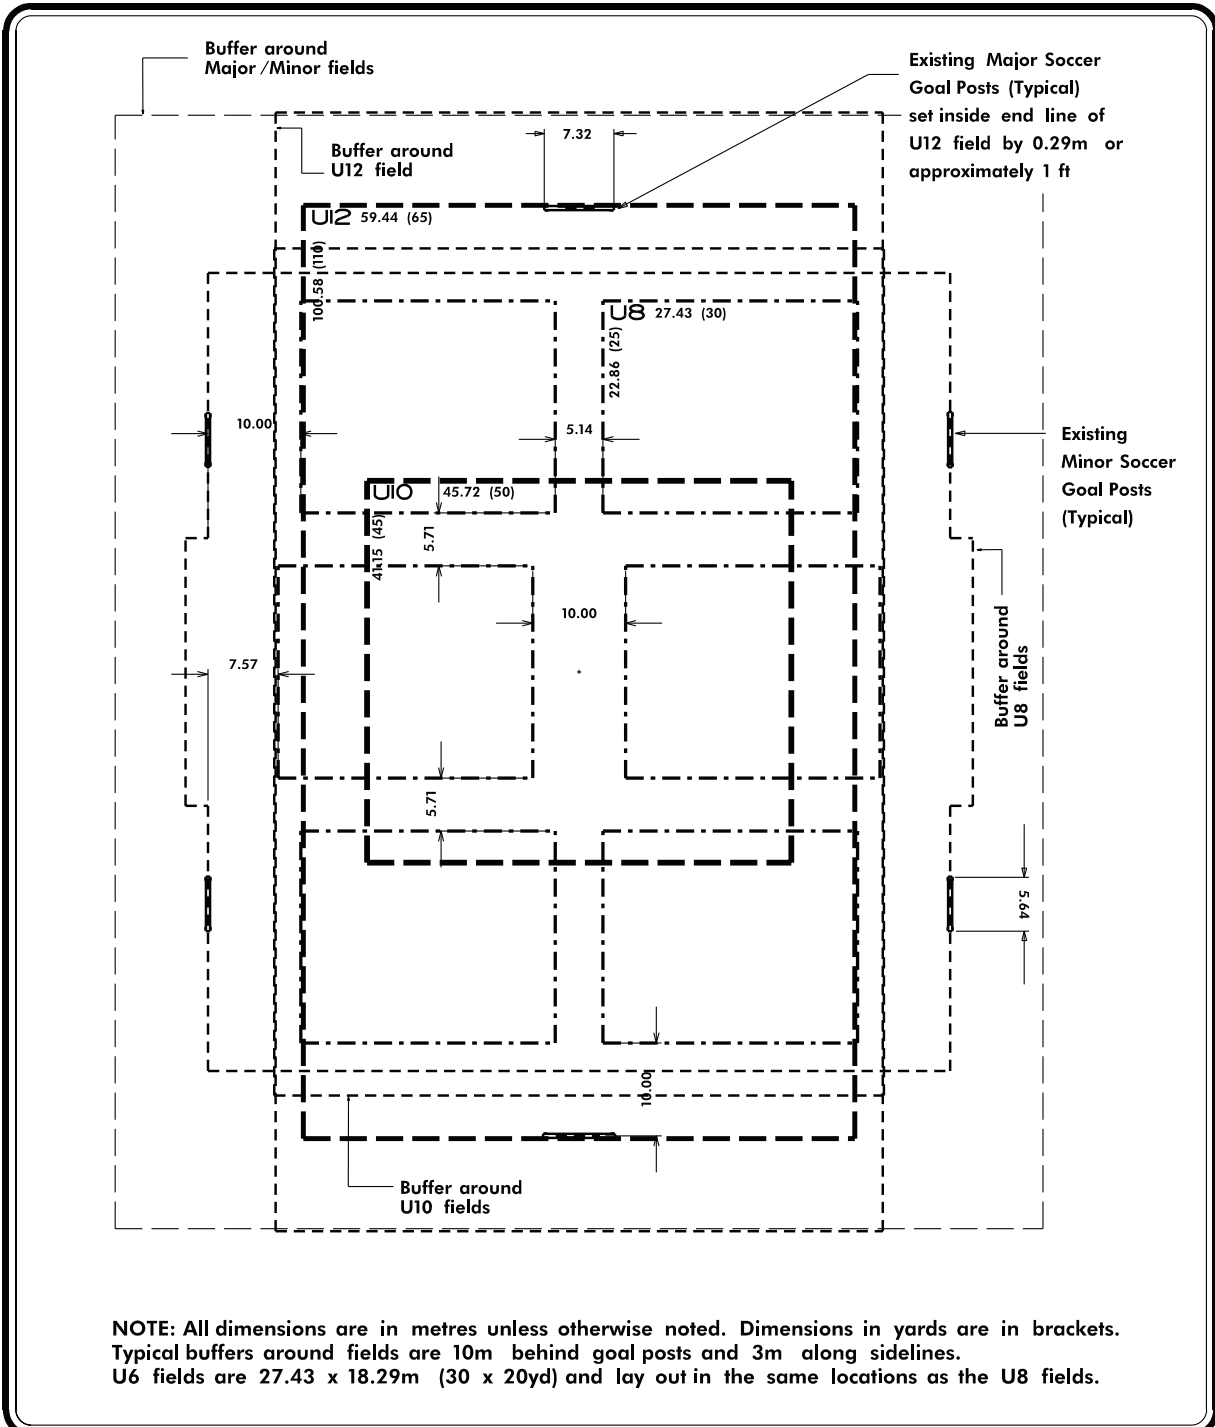 Buffer around
Major /Minor fields
Existing Major Soccer
Goal Posts (Typical)
set inside end line of
U12 field by 0.29m or
approximately 1 ft
7.32
Buffer around
U12 field
U12 59.44 (65)
100.58 (110)
U8 27.43 (30)
22.86 (25)
10.00
5.14
Existing
Minor Soccer
Goal Posts
(Typical)
U10 45.72 (50)
41.15 (45)
5.71
10.00
7.57
Buffer around
U8 fields
5.71
5.64
10.00
Buffer around
U10 fields
NOTE: All dimensions are in metres unless otherwise noted. Dimensions in yards are in brackets.
Typical buffers around fields are 10m behind goal posts and 3m along sidelines.
U6 fields are 27.43 x 18.29m (30 x 20yd) and lay out in the same locations as the U8 fields.